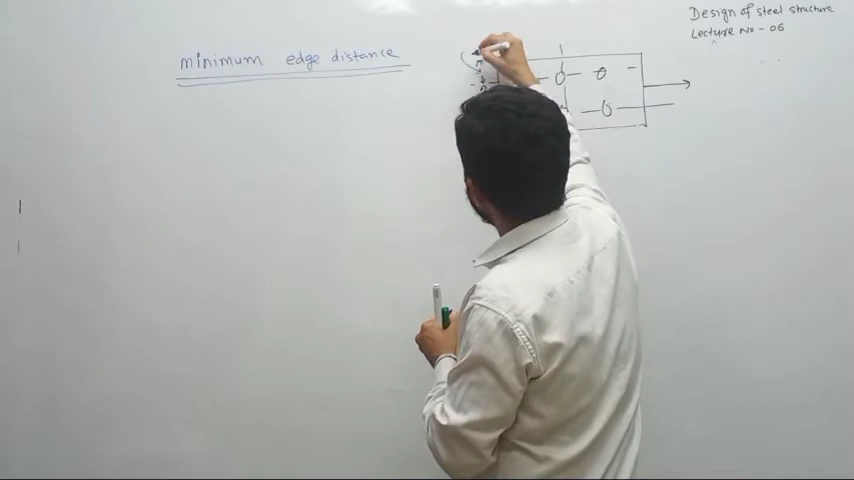 Design of steel structure
Lecture No - 06
minimum edge distance